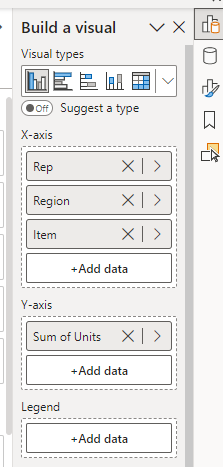 Build a visual
Visual types
Off Suggest a type
X-axis
Rep
Region
Item
+Add data
Y-axis
Sum of Units
+Add data
Legend
+Add data